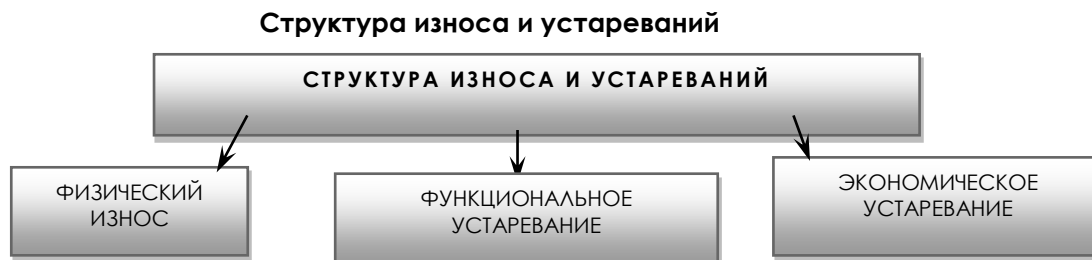 Структура износа и устареваний
СТРУКТУРА ИЗНОСА И УСТАРЕВАНИЙ
ФИЗИЧЕСКИЙ
ИЗНОС
ФУНКЦИОНАЛЬНОЕ
УСТАРЕВАНИЕ
ЭКОНОМИЧЕСКОЕ
УСТАРЕВАНИЕ